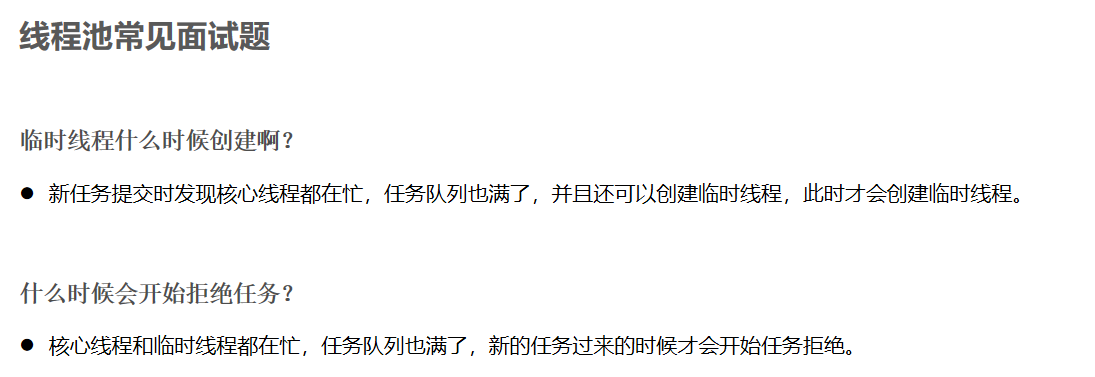 线程池常见面试题
临时线程什么时候创建啊？
● 新任务提交时发现核心线程都在忙，任务队列也满了，并且还可以创建临时线程，此时才会创建临时线程。
什么时候会开始拒绝任务？
● 核心线程和临时线程都在忙，任务队列也满了，新的任务过来的时候才会开始任务拒绝。